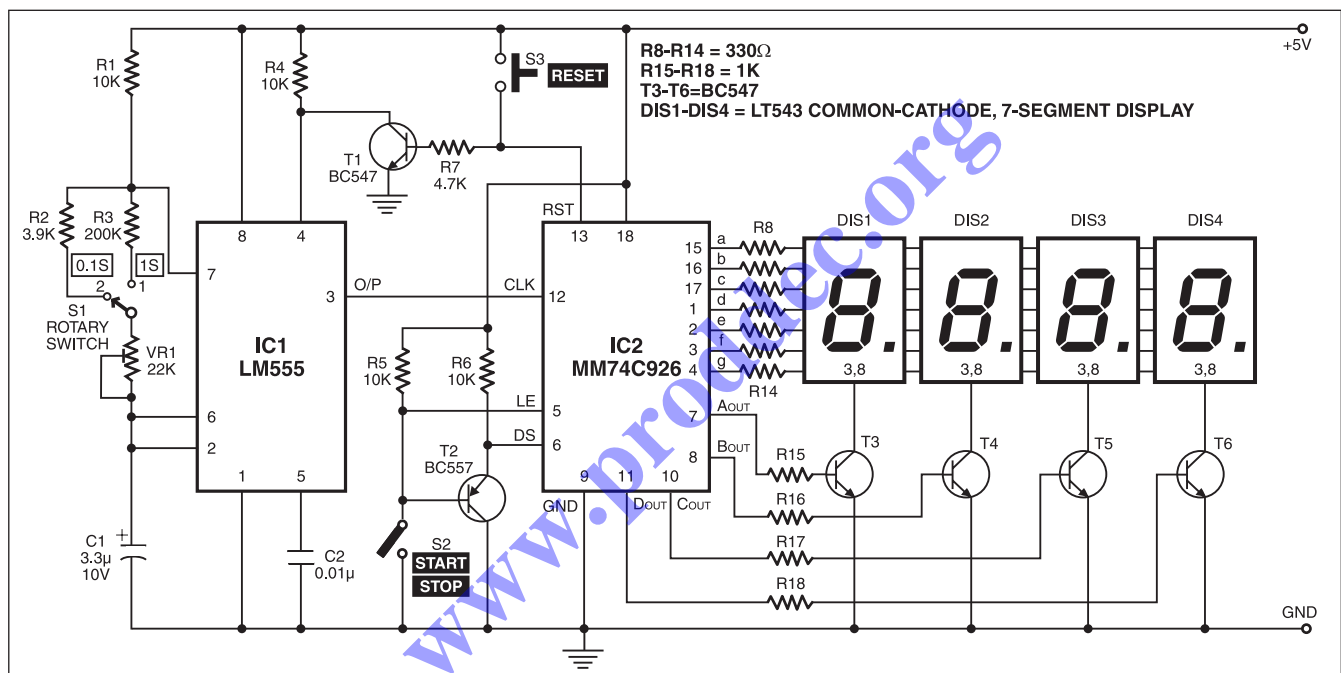 +5V
R8-R14 = 330Ω
R15-R18 = 1K
T3-T6=BC547
DIS1-DIS4 = LT543 COMMON-CATHODE, 7-SEGMENT DISPLAY
R1
10K
R4
10K
S3
RESET
T1
BC547
R7
4.7K
R2
3.9K
R3
200K
0.1S
1S
2
1
S1
ROTARY
SWITCH
VR1
22K
8
4
7
3
6
2
1
5
IC1
LM555
O/P
CLK
RST
13
18
12
IC2
MM74C926
R5
10K
R6
10K
LE
5
DS
6
T2
BC557
9
11
10
GND
DOUT
COUT
S2
START
STOP
C1
+
3.3µ
10V
C2
0.01µ
15
16
17
1
2
3
4
7
8
a
b
c
d
e
f
g
R8
R14
AOUT
BOUT
DIS1
DIS2
DIS3
DIS4
8.
8.
8.
8.
3,8
3,8
3,8
3,8
R15
R16
R17
R18
T3
T4
T5
T6
GND
www.proddec.org